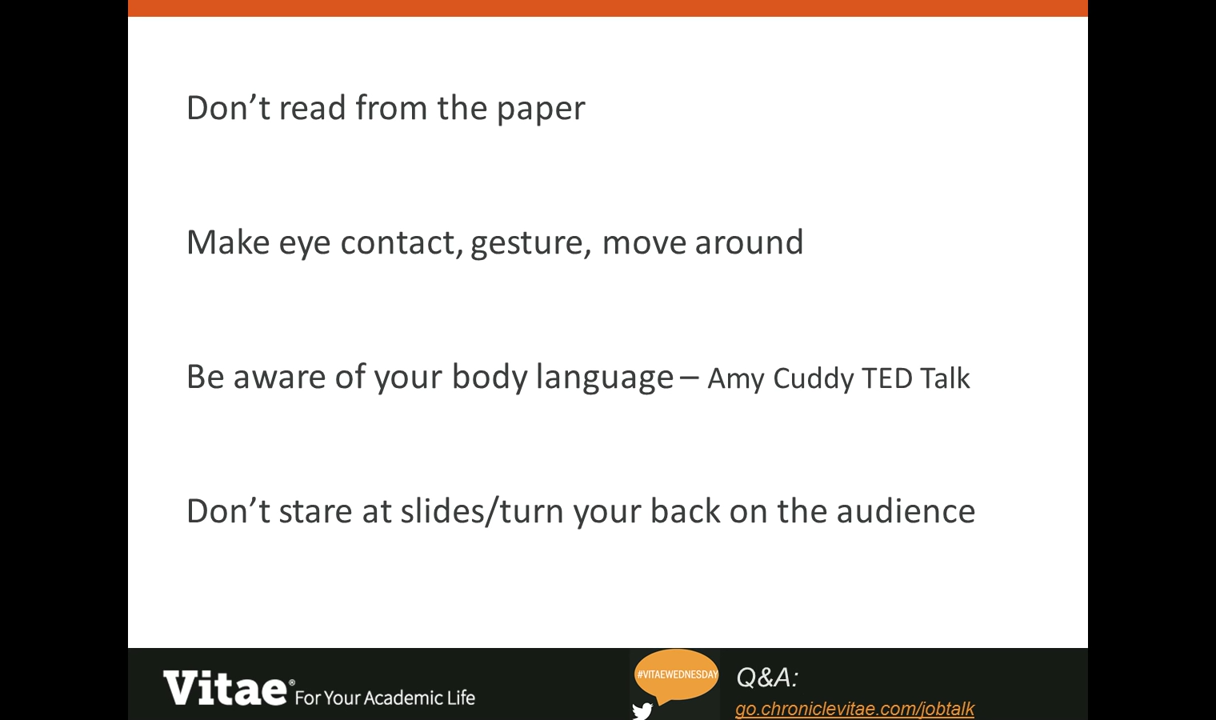 Don’t read from the paper
Make eye contact, gesture, move around
Be aware of your body language – Amy Cuddy TED Talk
Don’t stare at slides/turn your back on the audience
Vitae® For Your Academic Life
#VITAEWEDNESDAY
Q&A:
go.chroniclevitae.com/jobtalk